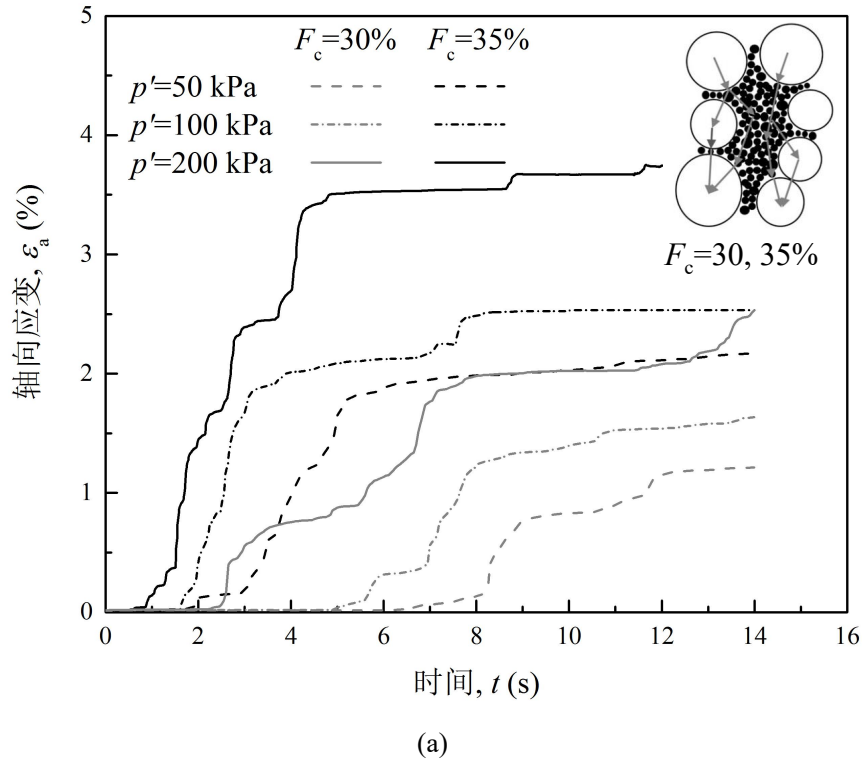 F_c=30% F_c=35%
p'=50 kPa
p'=100 kPa
p'=200 kPa
F_c=30, 35%
轴向应变, ε_a (%)
5
4
3
2
1
0
0 2 4 6 8 10 12 14 16
时间, t (s)
(a)